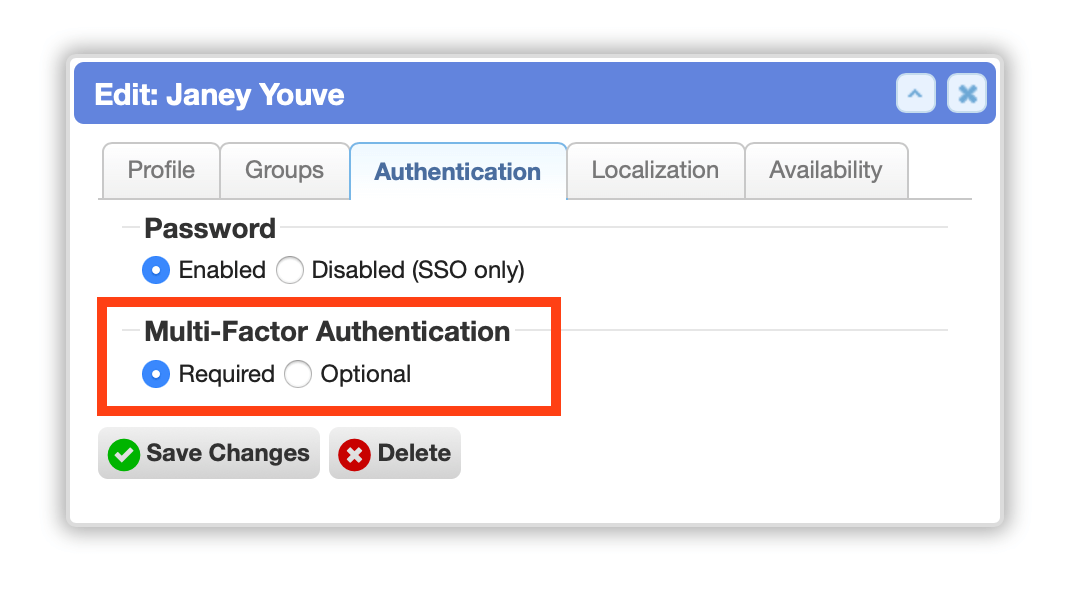 Edit: Janey Youve
Profile Groups Authentication Localization Availability
Password
Enabled Disabled (SSO only)
Multi-Factor Authentication
Required Optional
Save Changes Delete